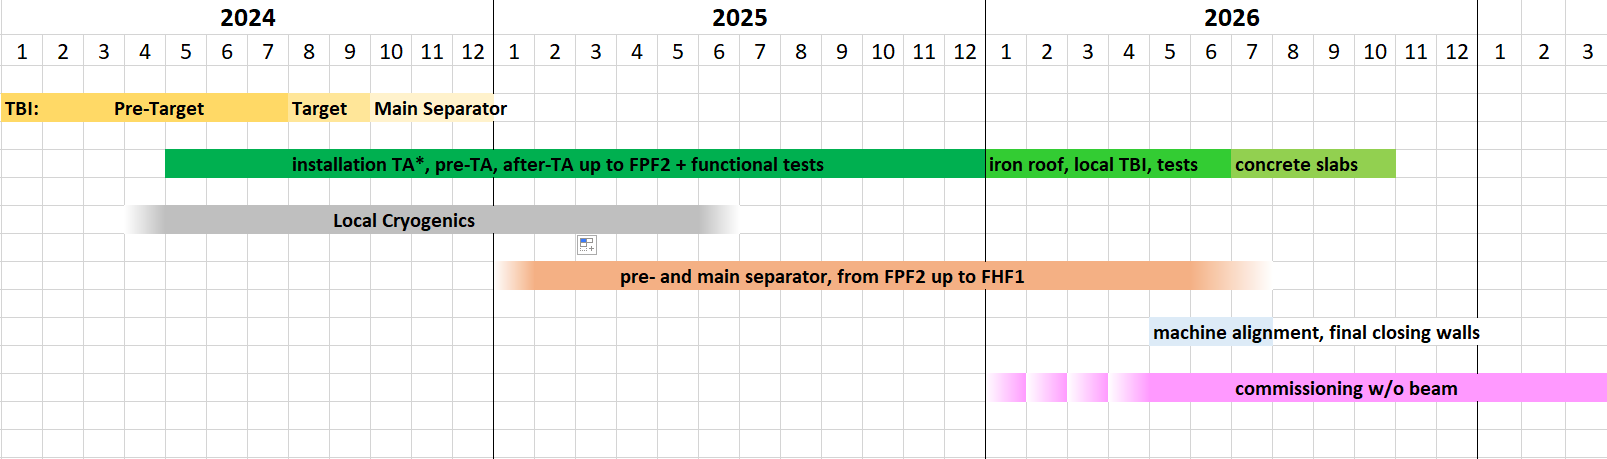 2024 2025 2026
1 2 3 4 5 6 7 8 9 10 11 12 1 2 3 4 5 6 7 8 9 10 11 12 1 2 3 4 5 6 7 8 9 10 11 12 1 2 3
TBI: Pre-Target Target Main Separator
installation TA*, pre-TA, after-TA up to FPF2 + functional tests iron roof, local TBI, tests concrete slabs
Local Cryogenics
pre- and main separator, from FPF2 up to FHF1
machine alignment, final closing walls
commissioning w/o beam